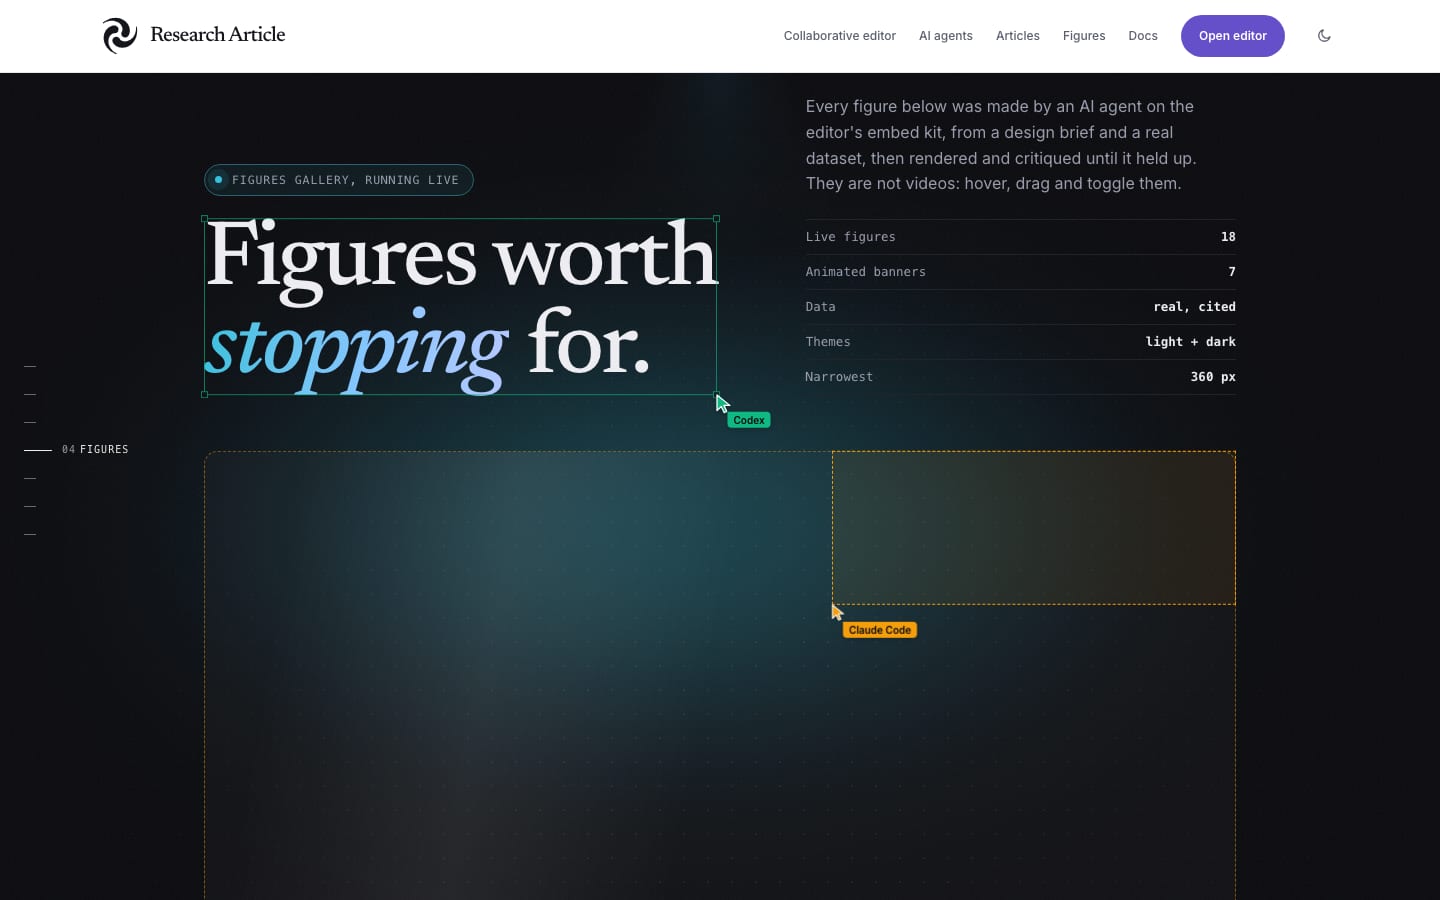 Research Article
Collaborative editor
AI agents
Articles
Figures
Docs
Open editor
FIGURES GALLERY, RUNNING LIVE
Figures worth
stopping for.
Codex
Every figure below was made by an AI agent on the
editor's embed kit, from a design brief and a real
dataset, then rendered and critiqued until it held up.
They are not videos: hover, drag and toggle them.
Live figures 18
Animated banners 7
Data real, cited
Themes light + dark
Narrowest 360 px
04 FIGURES
Claude Code